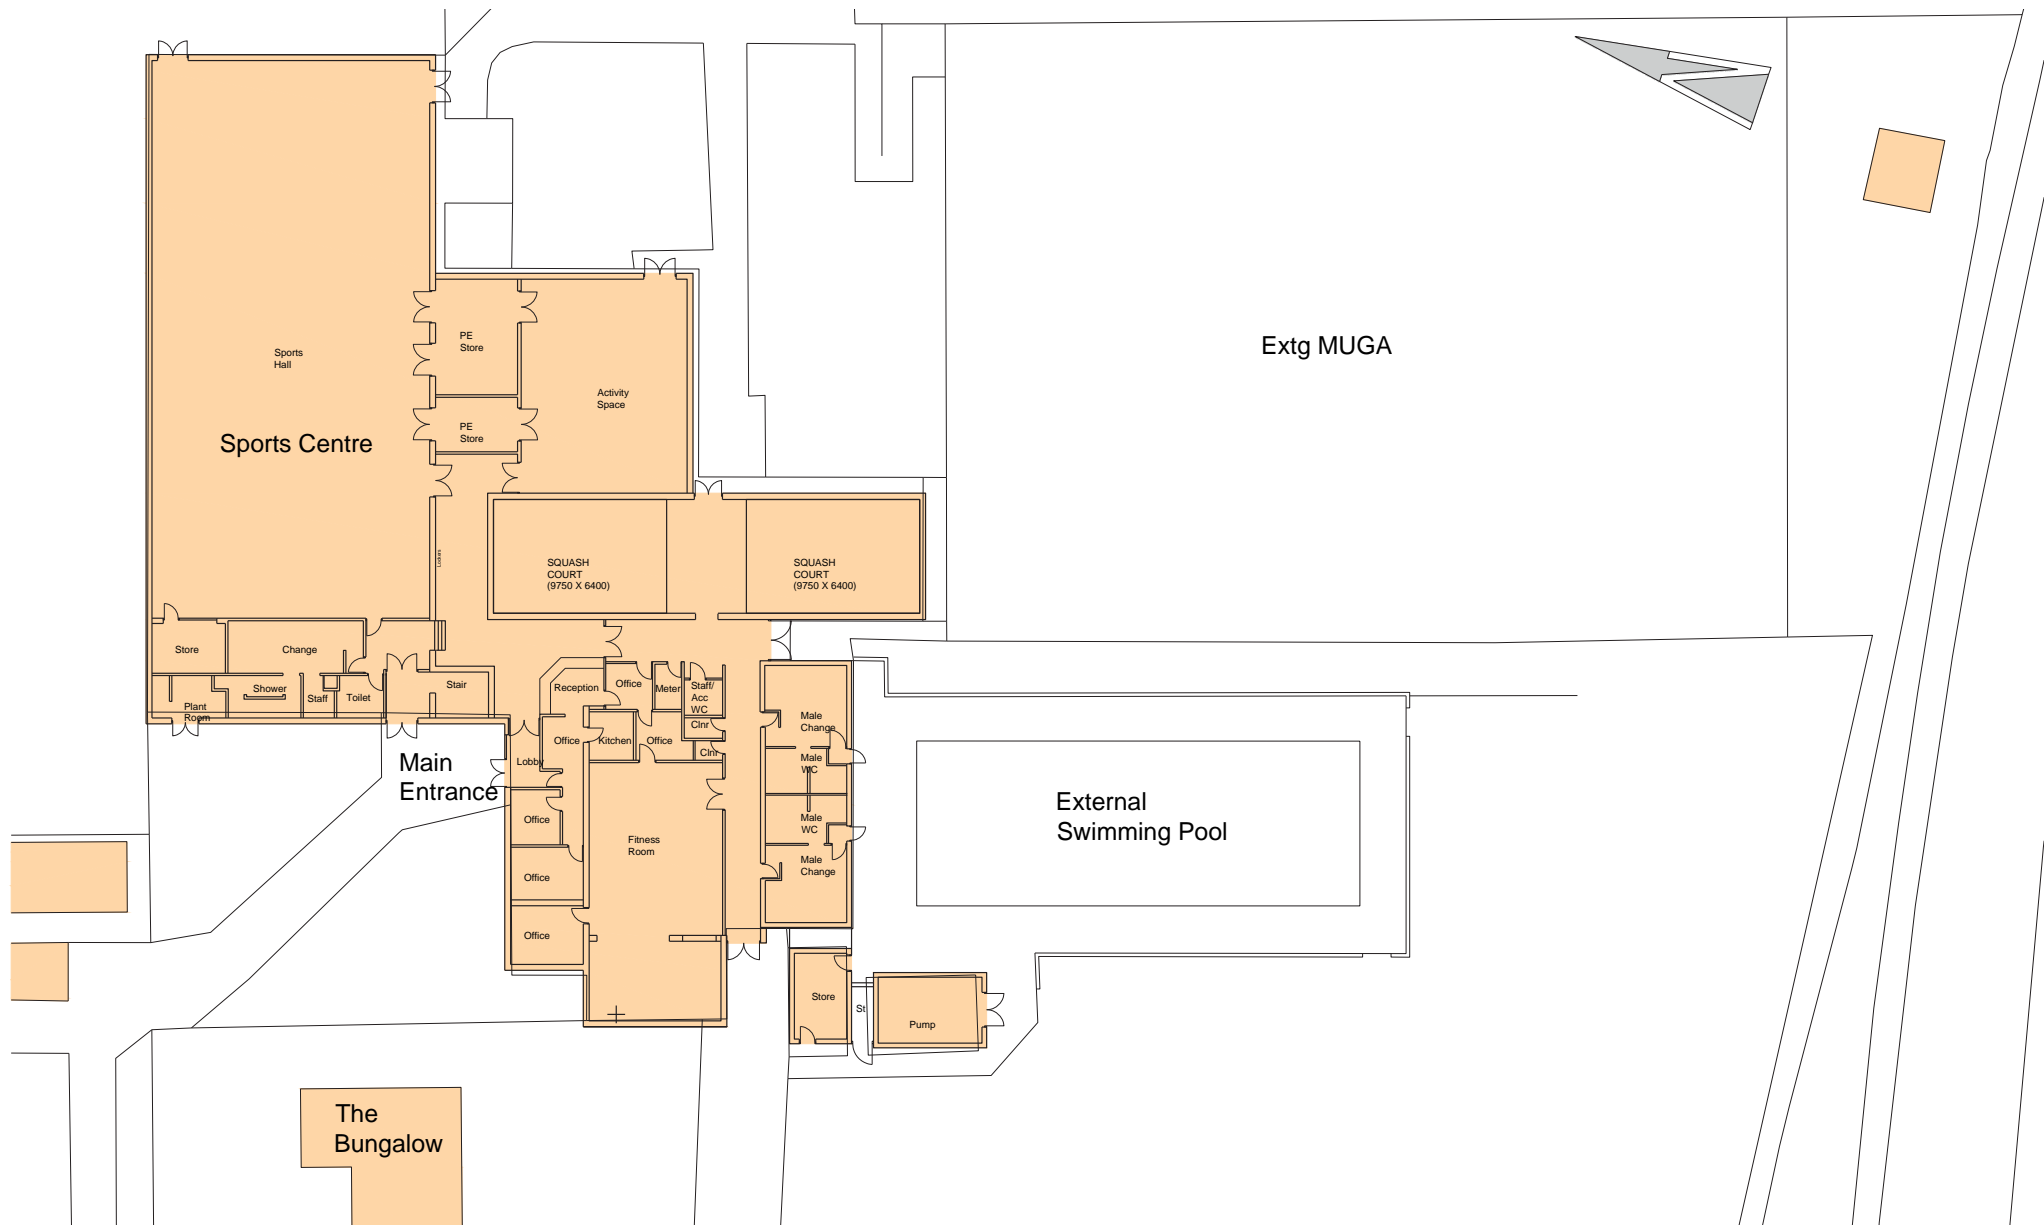 Extg MUGA
PE
Store
Sports
Hall
Activity
Space
PE
Store
Sports Centre
Lockers
SQUASH
COURT
(9750 X 6400)
SQUASH
COURT
(9750 X 6400)
Store
Change
Shower
Staff
Toilet
Stair
Plant
Room
Reception
Office
Meter
Staff/
Acc
WC
Clnr
Office
Kitchen
Office
Clnr
Lobby
Main
Entrance
Male
Change
Male
WC
Male
WC
Male
Change
Office
Fitness
Room
Office
Office
External
Swimming Pool
Store
St
Pump
The
Bungalow